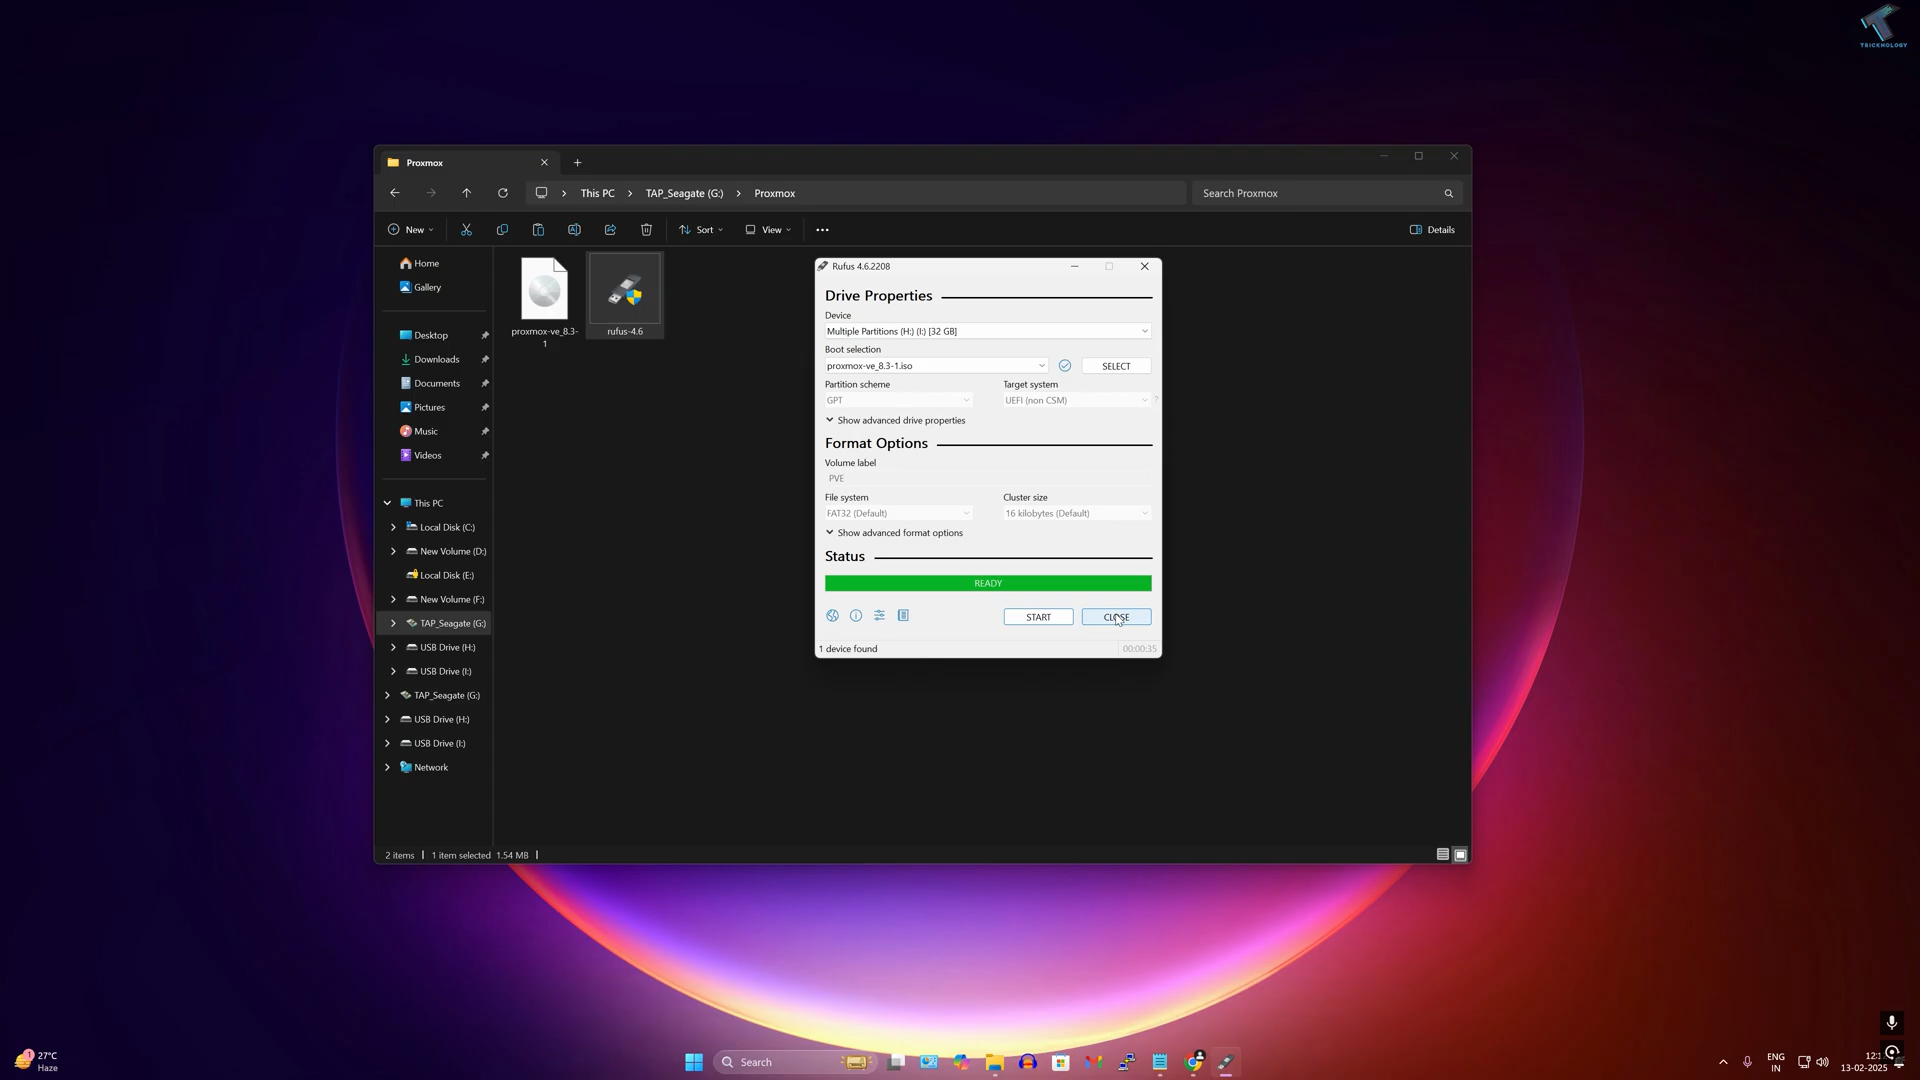 TRICKNOLOGY
Proxmox
This PC
TAP_Seagate (G:)
Proxmox
Search Proxmox
New
Sort
View
Details
Home
Gallery
Desktop
Downloads
Documents
Pictures
Music
Videos
This PC
Local Disk (C:)
New Volume (D:)
Local Disk (E:)
New Volume (F:)
TAP_Seagate (G:)
USB Drive (H:)
USB Drive (I:)
TAP_Seagate (G:)
USB Drive (H:)
USB Drive (I:)
Network
proxmox-ve_8.3-
1
rufus-4.6
Rufus 4.6.2208
Drive Properties
Device
Multiple Partitions (H:) (I:) [32 GB]
Boot selection
proxmox-ve_8.3-1.iso
SELECT
Partition scheme
Target system
GPT
UEFI (non CSM)
?
Show advanced drive properties
Format Options
Volume label
PVE
File system
Cluster size
FAT32 (Default)
16 kilobytes (Default)
Show advanced format options
Status
READY
START
CLOSE
1 device found
00:00:35
2 items
1 item selected 1.54 MB
1
27°C
Haze
Search
ENG
IN
13-02-2025